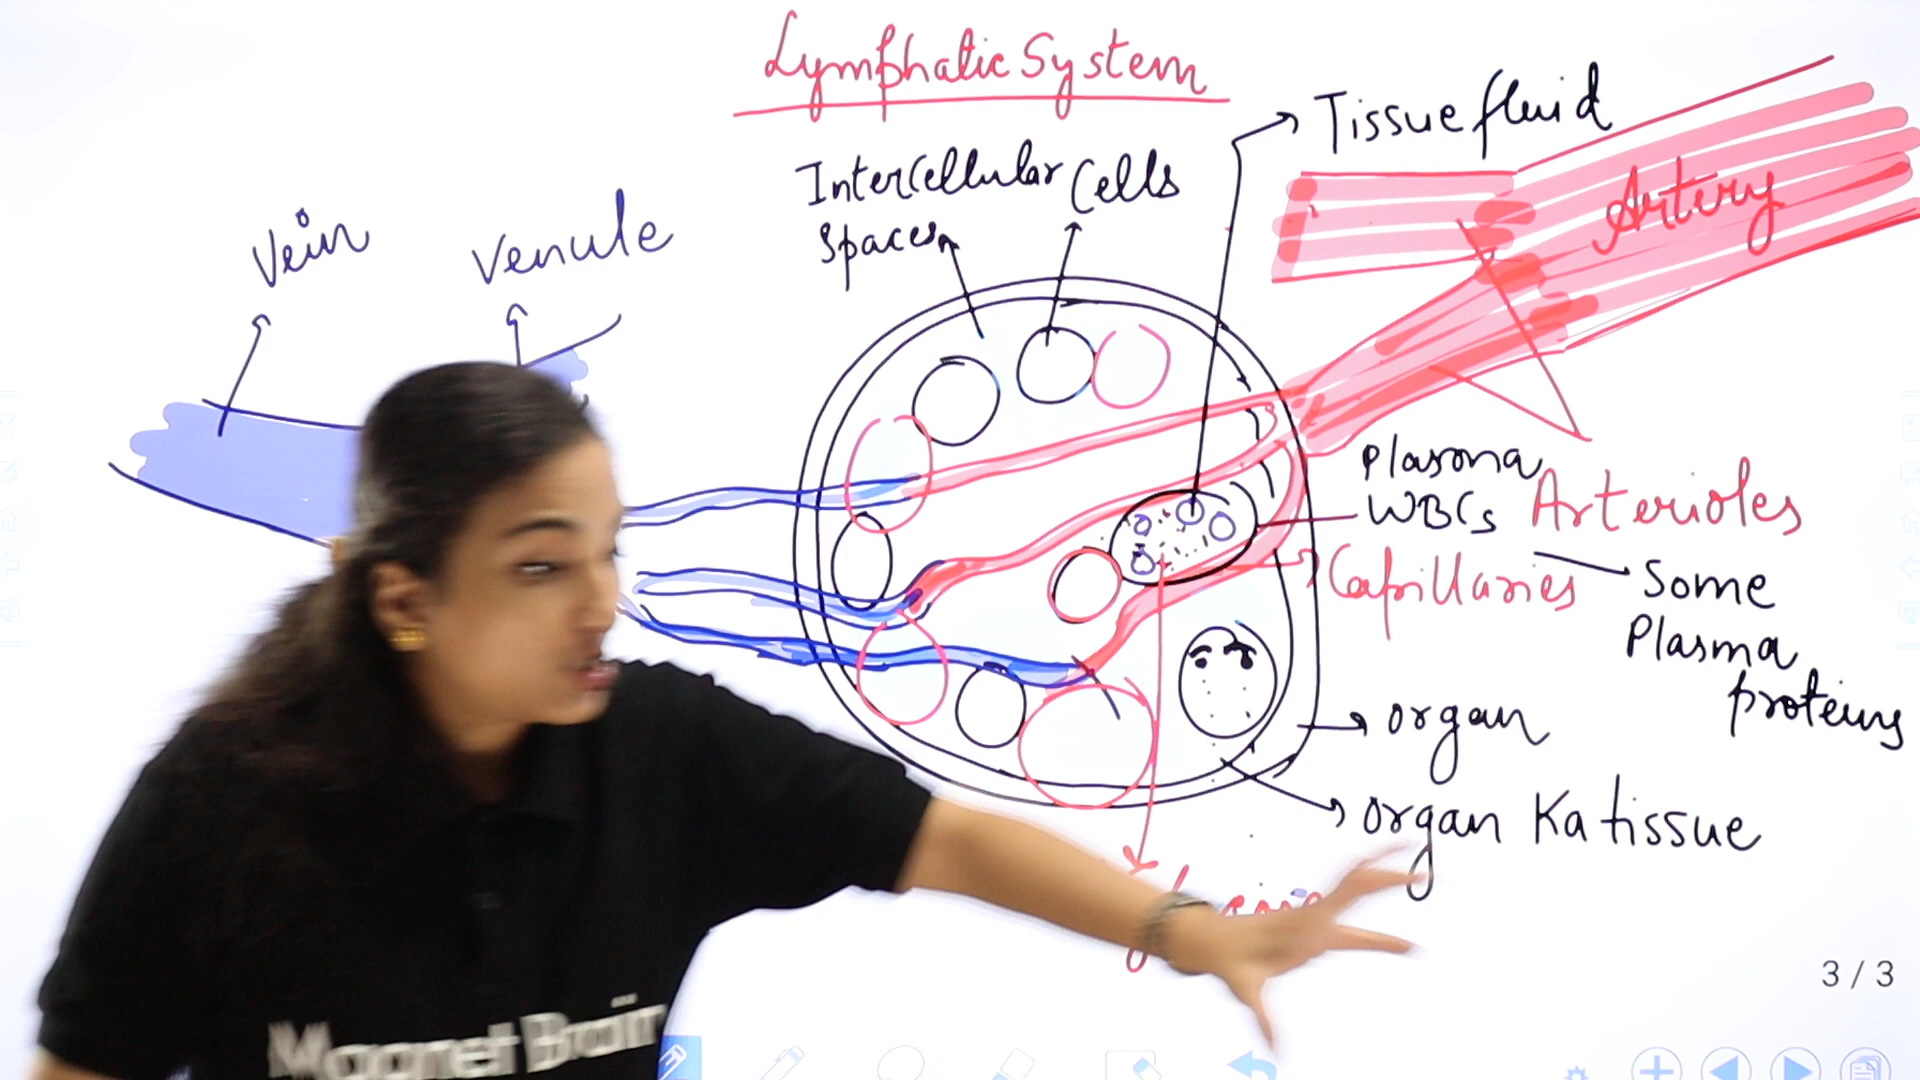 Lymphatic System
Tissue fluid
Intercellular
Spaces
Cells
Artery
Vein
Venule
Plasma
WBCs
Arterioles
Capillaries
Some
Plasma
proteins
organ
organ Ka tissue
3 / 3
Magnet Brain